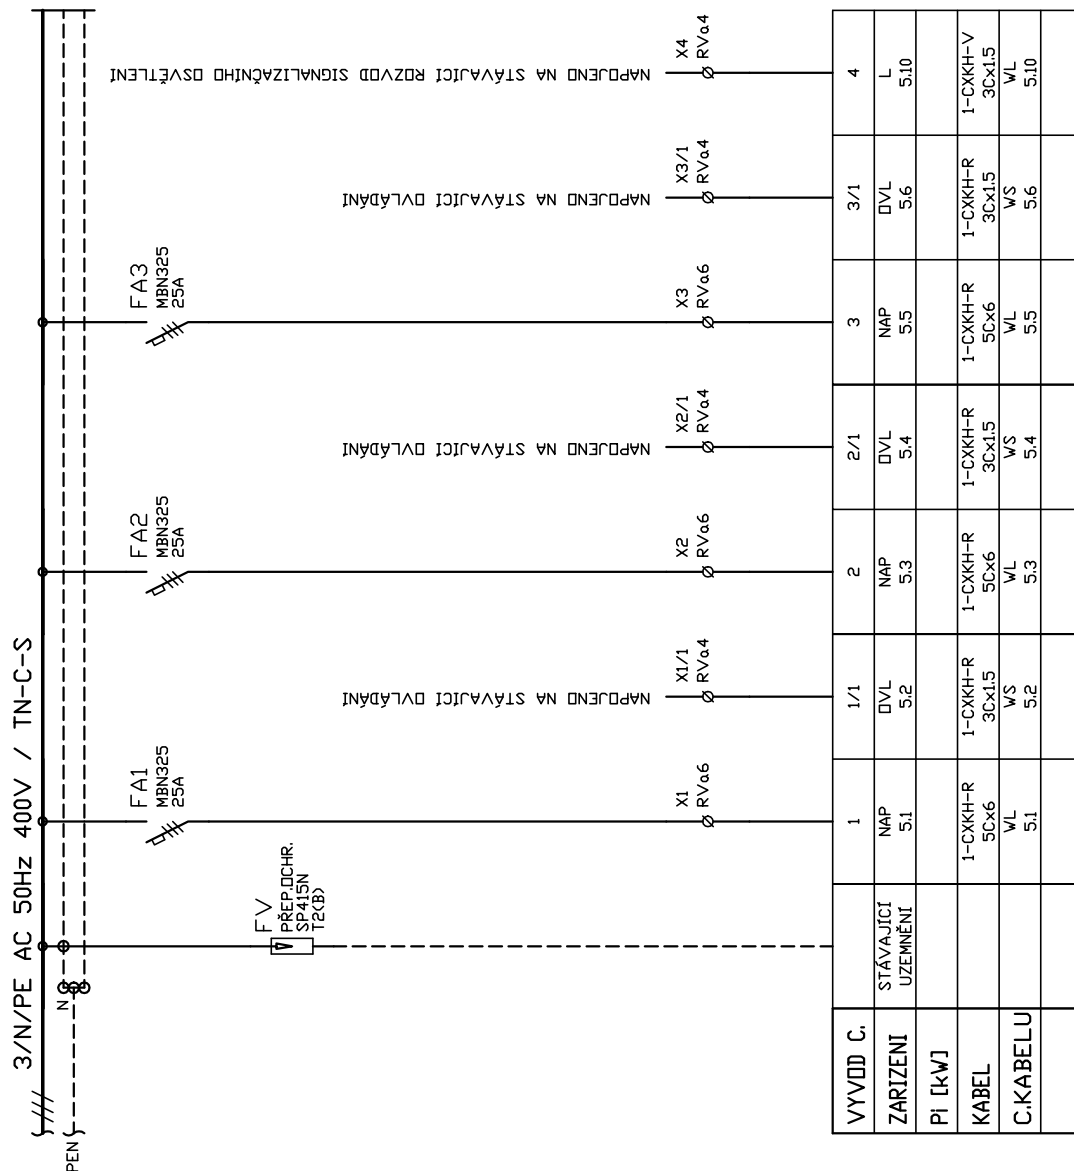 3/N/PE AC 50Hz 400V / TN-C-S
PEN
N
FV
PŘEP.OCHR.
SP415N
T2(B)
FA1
MBN325
25A
FA2
MBN325
25A
FA3
MBN325
25A
NAPOJENO NA STÁVAJÍCÍ OVLÁDÁNÍ
NAPOJENO NA STÁVAJÍCÍ OVLÁDÁNÍ
NAPOJENO NA STÁVAJÍCÍ OVLÁDÁNÍ
NAPOJENO NA STÁVAJÍCÍ ROZVOD SIGNALIZAČNÍHO OSVĚTLENÍ
X1
RVa6
X1/1
RVa4
X2
RVa6
X2/1
RVa4
X3
RVa6
X3/1
RVa4
X4
RVa4
VYVOD C.
1
1/1
2
2/1
3
3/1
4
ZARIZENI
STÁVAJÍCÍ
UZEMNĚNÍ
NAP
5.1
OVL
5.2
NAP
5.3
OVL
5.4
NAP
5.5
OVL
5.6
L
5.10
Pi [kW]
KABEL
1-CXKH-R
5Cx6
1-CXKH-R
3Cx1.5
1-CXKH-R
5Cx6
1-CXKH-R
3Cx1.5
1-CXKH-R
5Cx6
1-CXKH-R
3Cx1.5
1-CXKH-V
3Cx1.5
C.KABELU
WL
5.1
WS
5.2
WL
5.3
WS
5.4
WL
5.5
WS
5.6
WL
5.10